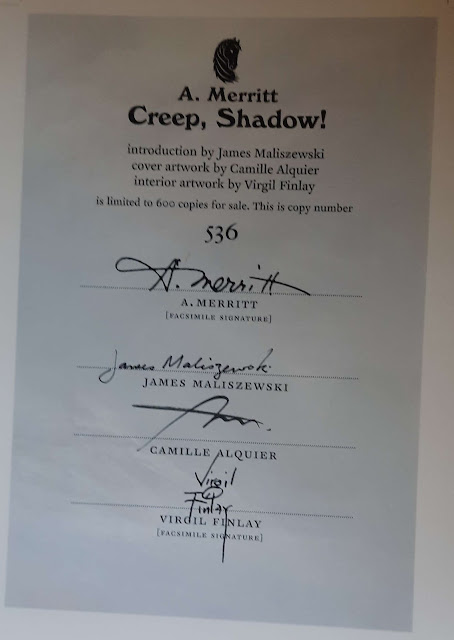 A. Merritt
Creep, Shadow!
introduction by James Maliszewski
cover artwork by Camille Alquier
interior artwork by Virgil Finlay
is limited to 600 copies for sale. This is copy number
536
A. Merritt
A. MERRITT
[FACSIMILE SIGNATURE]
James Maliszewski
JAMES MALISZEWSKI
CAMILLE ALQUIER
Virgil
Finlay
VIRGIL FINLAY
[FACSIMILE SIGNATURE]